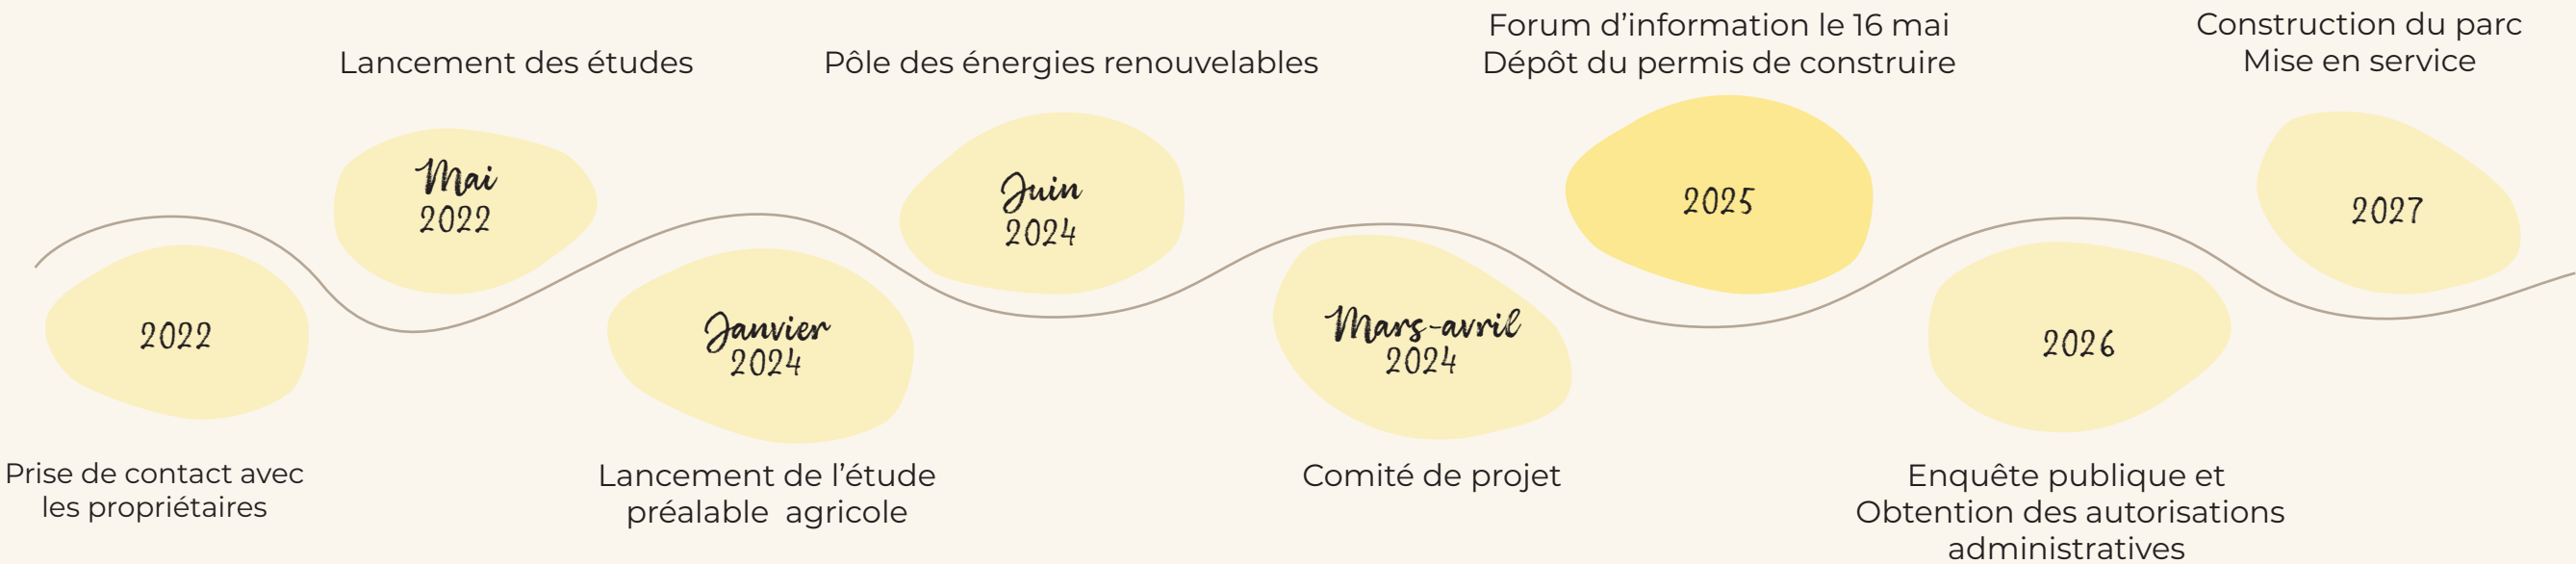 2022
Prise de contact avec
les propriétaires
Lancement des études
Mai
2022
Janvier
2024
Lancement de l’étude
préalable  agricole
Pôle des énergies renouvelables
Juin
2024
Mars-avril
2024
Comité de projet
Forum d’information le 16 mai
Dépôt du permis de construire
2025
2026
Enquête publique et
Obtention des autorisations
administratives
Construction du parc
Mise en service
2027